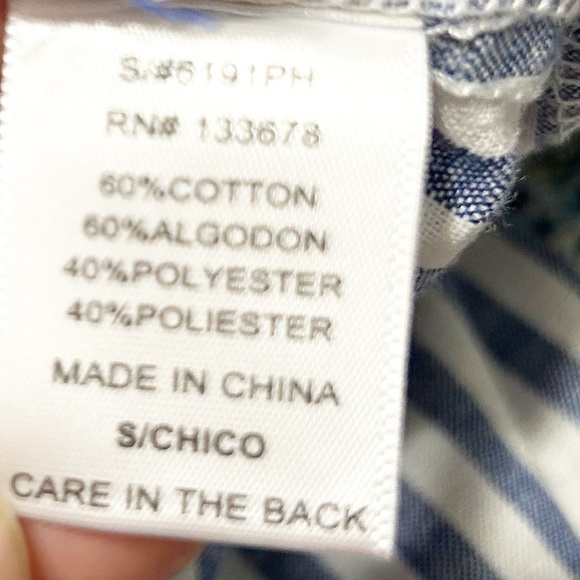 S/#6191PH
RN# 133678
60%COTTON
60%ALGODON
40%POLYESTER
40%POLIESTER
MADE IN CHINA
S/CHICO
CARE IN THE BACK